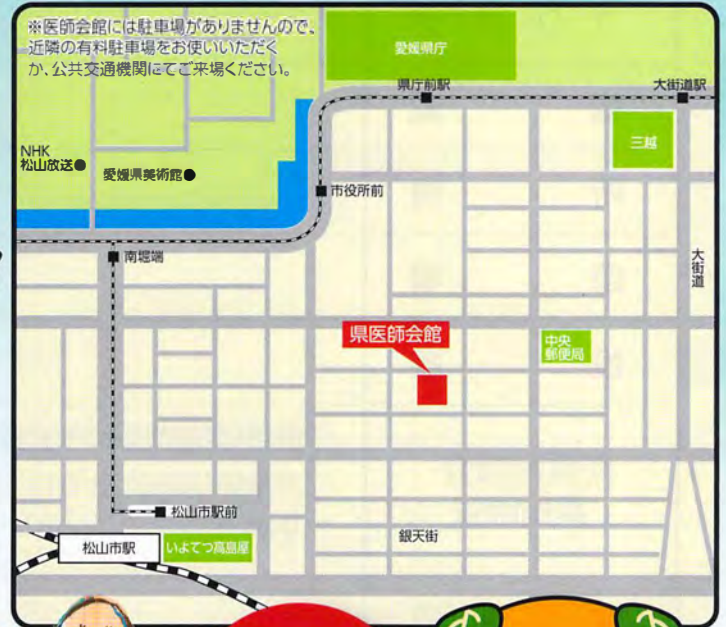 ※医師会館には駐車場がありませんので、
近隣の有料駐車場をお使いいただく
か、公共交通機関にてご来場ください。
愛媛県庁
県庁前駅
大街道駅
三越
NHK
松山放送
愛媛県美術館
市役所前
南堀端
大街道
県医師会館
中央
郵便局
松山市駅前
銀天街
松山市駅
いよてつ高島屋